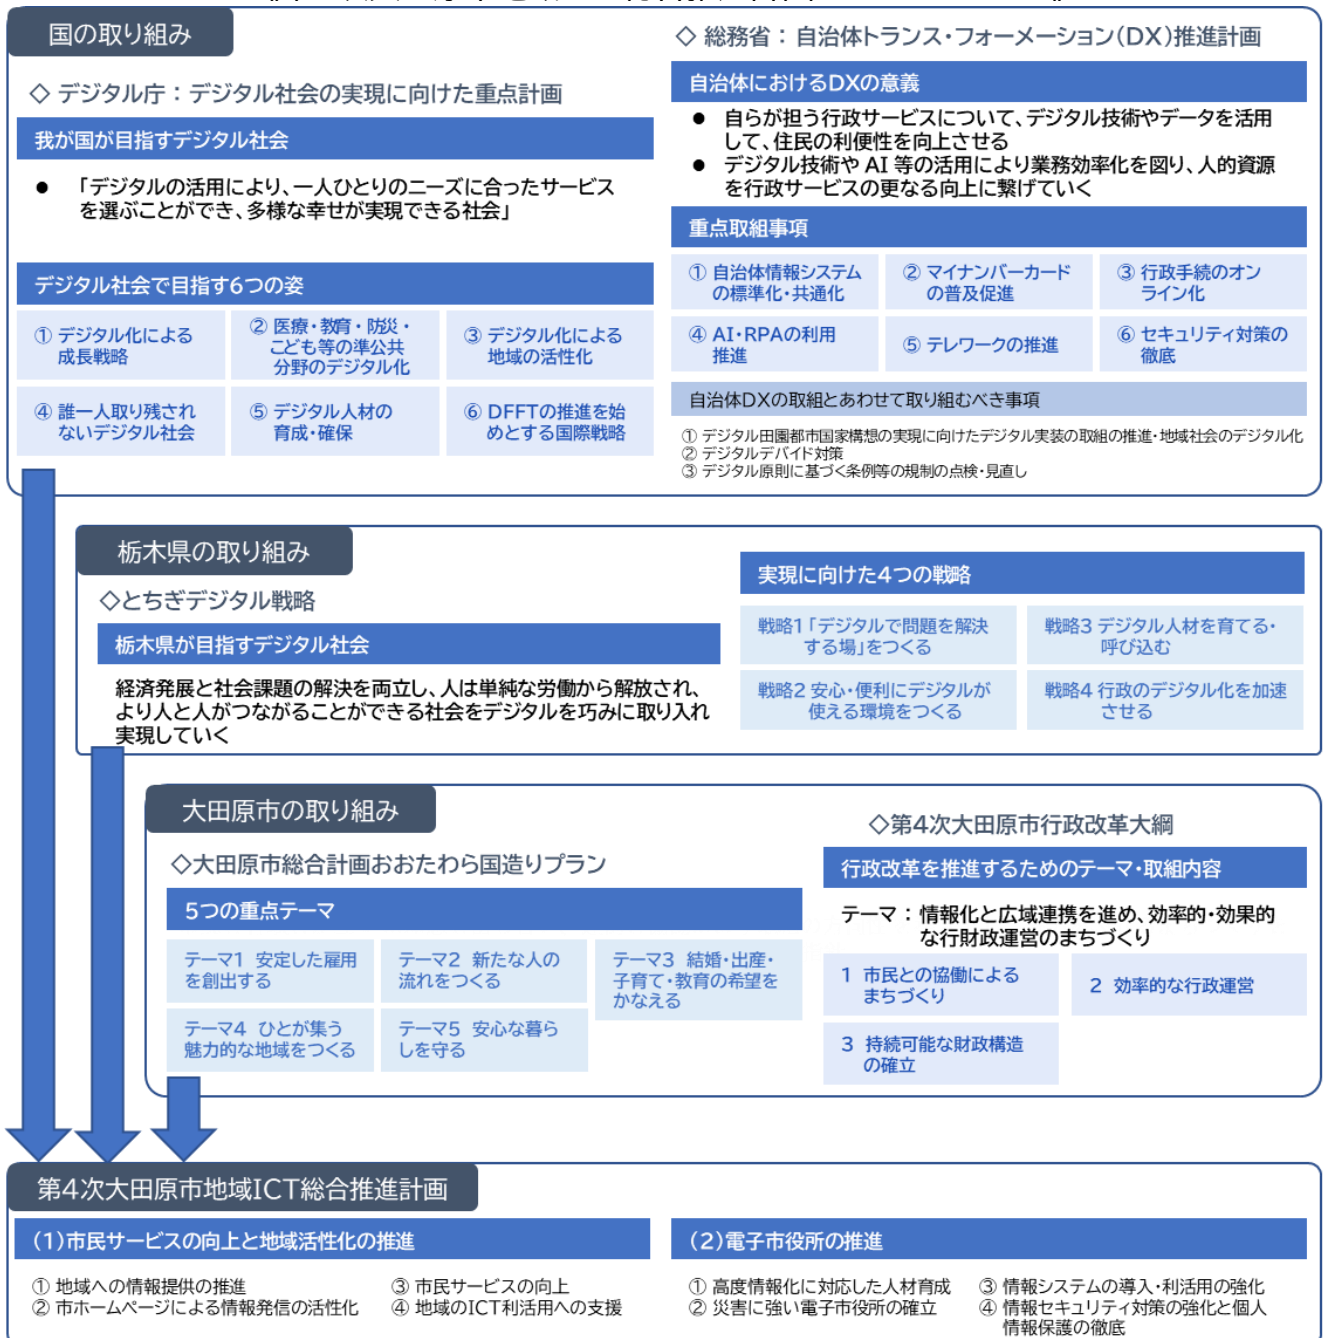 国の取り組み
◇ デジタル庁：デジタル社会の実現に向けた重点計画
我が国が目指すデジタル社会
● 「デジタルの活用により、一人ひとりのニーズに合ったサービス
を選ぶことができ、多様な幸せが実現できる社会」
デジタル社会で目指す6つの姿
① デジタル化による
成長戦略
② 医療・教育・防災・
こども等の準公共
分野のデジタル化
③ デジタル化による
地域の活性化
④ 誰一人取り残され
ないデジタル社会
⑤ デジタル人材の
育成・確保
⑥ DFFTの推進を始
めとする国際戦略
◇ 総務省：自治体トランス・フォーメーション(DX)推進計画
自治体におけるDXの意義
● 自らが担う行政サービスについて、デジタル技術やデータを活用
して、住民の利便性を向上させる
● デジタル技術や AI 等の活用により業務効率化を図り、人的資源
を行政サービスの更なる向上に繋げていく
重点取組事項
① 自治体情報システム
の標準化・共通化
② マイナンバーカード
の普及促進
③ 行政手続のオン
ライン化
④ AI・RPAの利用
推進
⑤ テレワークの推進
⑥ セキュリティ対策の
徹底
自治体DXの取組とあわせて取り組むべき事項
① デジタル田園都市国家構想の実現に向けたデジタル実装の取組の推進・地域社会のデジタル化
② デジタルデバイド対策
③ デジタル原則に基づく条例等の規制の点検・見直し
栃木県の取り組み
◇とちぎデジタル戦略
栃木県が目指すデジタル社会
経済発展と社会課題の解決を両立し、人は単純な労働から解放され、
より人と人がつながることができる社会をデジタルを巧みに取り入れ
実現していく
実現に向けた4つの戦略
戦略1 「デジタルで問題を解決
する場」をつくる
戦略3 デジタル人材を育てる・
呼び込む
戦略2 安心・便利にデジタルが
使える環境をつくる
戦略4 行政のデジタル化を加速
させる
大田原市の取り組み
◇大田原市総合計画おおたわら国造りプラン
5つの重点テーマ
テーマ1 安定した雇用
を創出する
テーマ2 新たな人の
流れをつくる
テーマ3 結婚・出産・
子育て・教育の希望を
かなえる
テーマ4 ひとが集う
魅力的な地域をつくる
テーマ5 安心な暮ら
しを守る
◇第4次大田原市行政改革大綱
行政改革を推進するためのテーマ・取組内容
テーマ：情報化と広域連携を進め、効率的・効果的
な行財政運営のまちづくり
1 市民との協働による
まちづくり
2 効率的な行政運営
3 持続可能な財政構造
の確立
第4次大田原市地域ICT総合推進計画
(1)市民サービスの向上と地域活性化の推進
① 地域への情報提供の推進
② 市ホームページによる情報発信の活性化
③ 市民サービスの向上
④ 地域のICT利活用への支援
(2)電子市役所の推進
① 高度情報化に対応した人材育成
② 災害に強い電子市役所の確立
③ 情報システムの導入・利活用の強化
④ 情報セキュリティ対策の強化と個人
情報保護の徹底